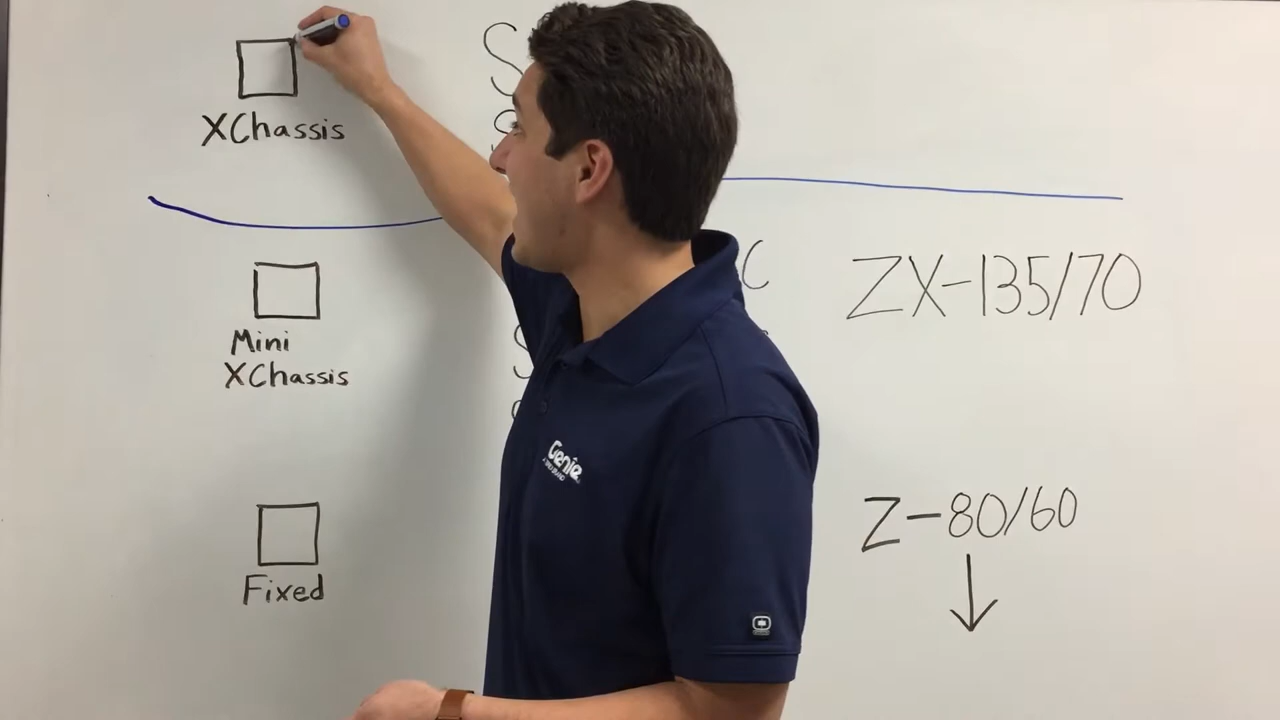 XChassis
ZX-135/70
Mini
XChassis
Genie
Z-80/60
Fixed